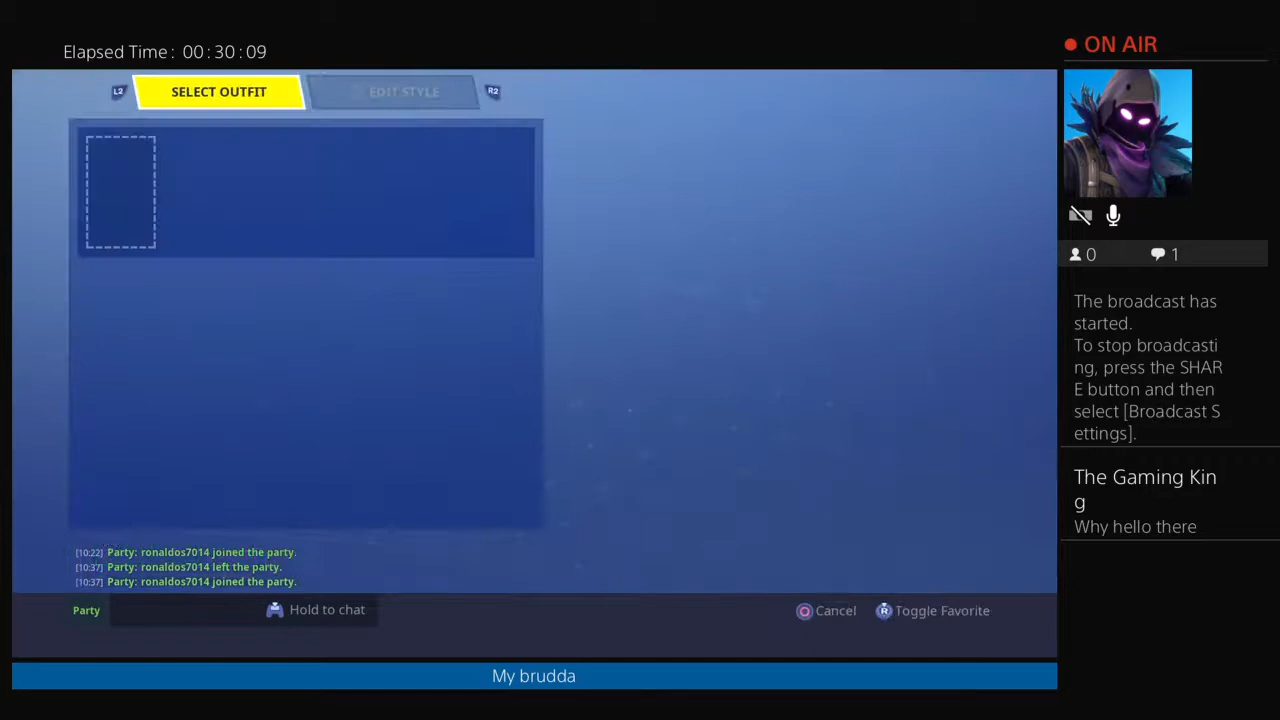 Elapsed Time: 00:30:09
ON AIR
L2 SELECT OUTFIT EDIT STYLE R2
0 1
The broadcast has
started.
To stop broadcasti
ng, press the SHAR
E button and then
select [Broadcast S
ettings].
The Gaming Kin
g
Why hello there
[10:22] Party: ronaldos7014 joined the party.
[10:37] Party: ronaldos7014 left the party.
[10:37] Party: ronaldos7014 joined the party.
Party Hold to chat Cancel R Toggle Favorite
My brudda